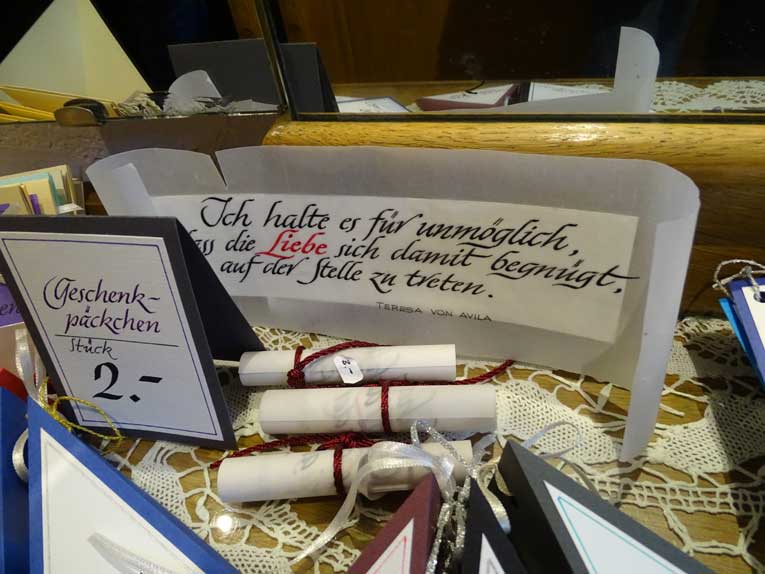 Ich halte es für unmöglich,
die Liebe sich damit begnügt,
auf der Stelle zu treten.
TERESA VON AVILA
Geschenk-
päckchen
Stück
2.-